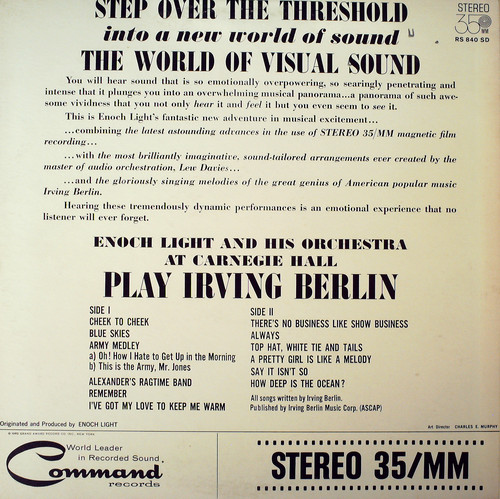 STEP OVER THE THRESHOLD
into a new world of sound
THE WORLD OF VISUAL SOUND
STEREO
35
MM
RS 840 SD
You will hear sound that is so emotionally overpowering, so searingly penetrating and
intense that it plunges you into an overwhelming musical panorama...a panorama of such awe-
some vividness that you not only hear it and feel it but you even seem to see it.
This is Enoch Light's fantastic new adventure in musical excitement...
...combining the latest astounding advances in the use of STEREO 35/MM magnetic film
recording...
...with the most brilliantly imaginative, sound-tailored arrangements ever created by the
master of audio orchestration, Lew Davies...
...and the gloriously singing melodies of the great genius of American popular music
Irving Berlin.
Hearing these tremendously dynamic performances is an emotional experience that no
listener will ever forget.
ENOCH LIGHT AND HIS ORCHESTRA
AT CARNEGIE HALL
PLAY IRVING BERLIN
SIDE I
CHEEK TO CHEEK
BLUE SKIES
ARMY MEDLEY
a) Oh! How I Hate to Get Up in the Morning
b) This is the Army, Mr. Jones
ALEXANDER'S RAGTIME BAND
REMEMBER
I'VE GOT MY LOVE TO KEEP ME WARM
SIDE II
THERE'S NO BUSINESS LIKE SHOW BUSINESS
ALWAYS
TOP HAT, WHITE TIE AND TAILS
A PRETTY GIRL IS LIKE A MELODY
SAY IT ISN'T SO
HOW DEEP IS THE OCEAN?
All songs written by Irving Berlin.
Published by Irving Berlin Music Corp. (ASCAP)
Originated and Produced by ENOCH LIGHT
Art Director CHARLES E. MURPHY
World Leader
in Recorded Sound
Command
records
STEREO 35/MM